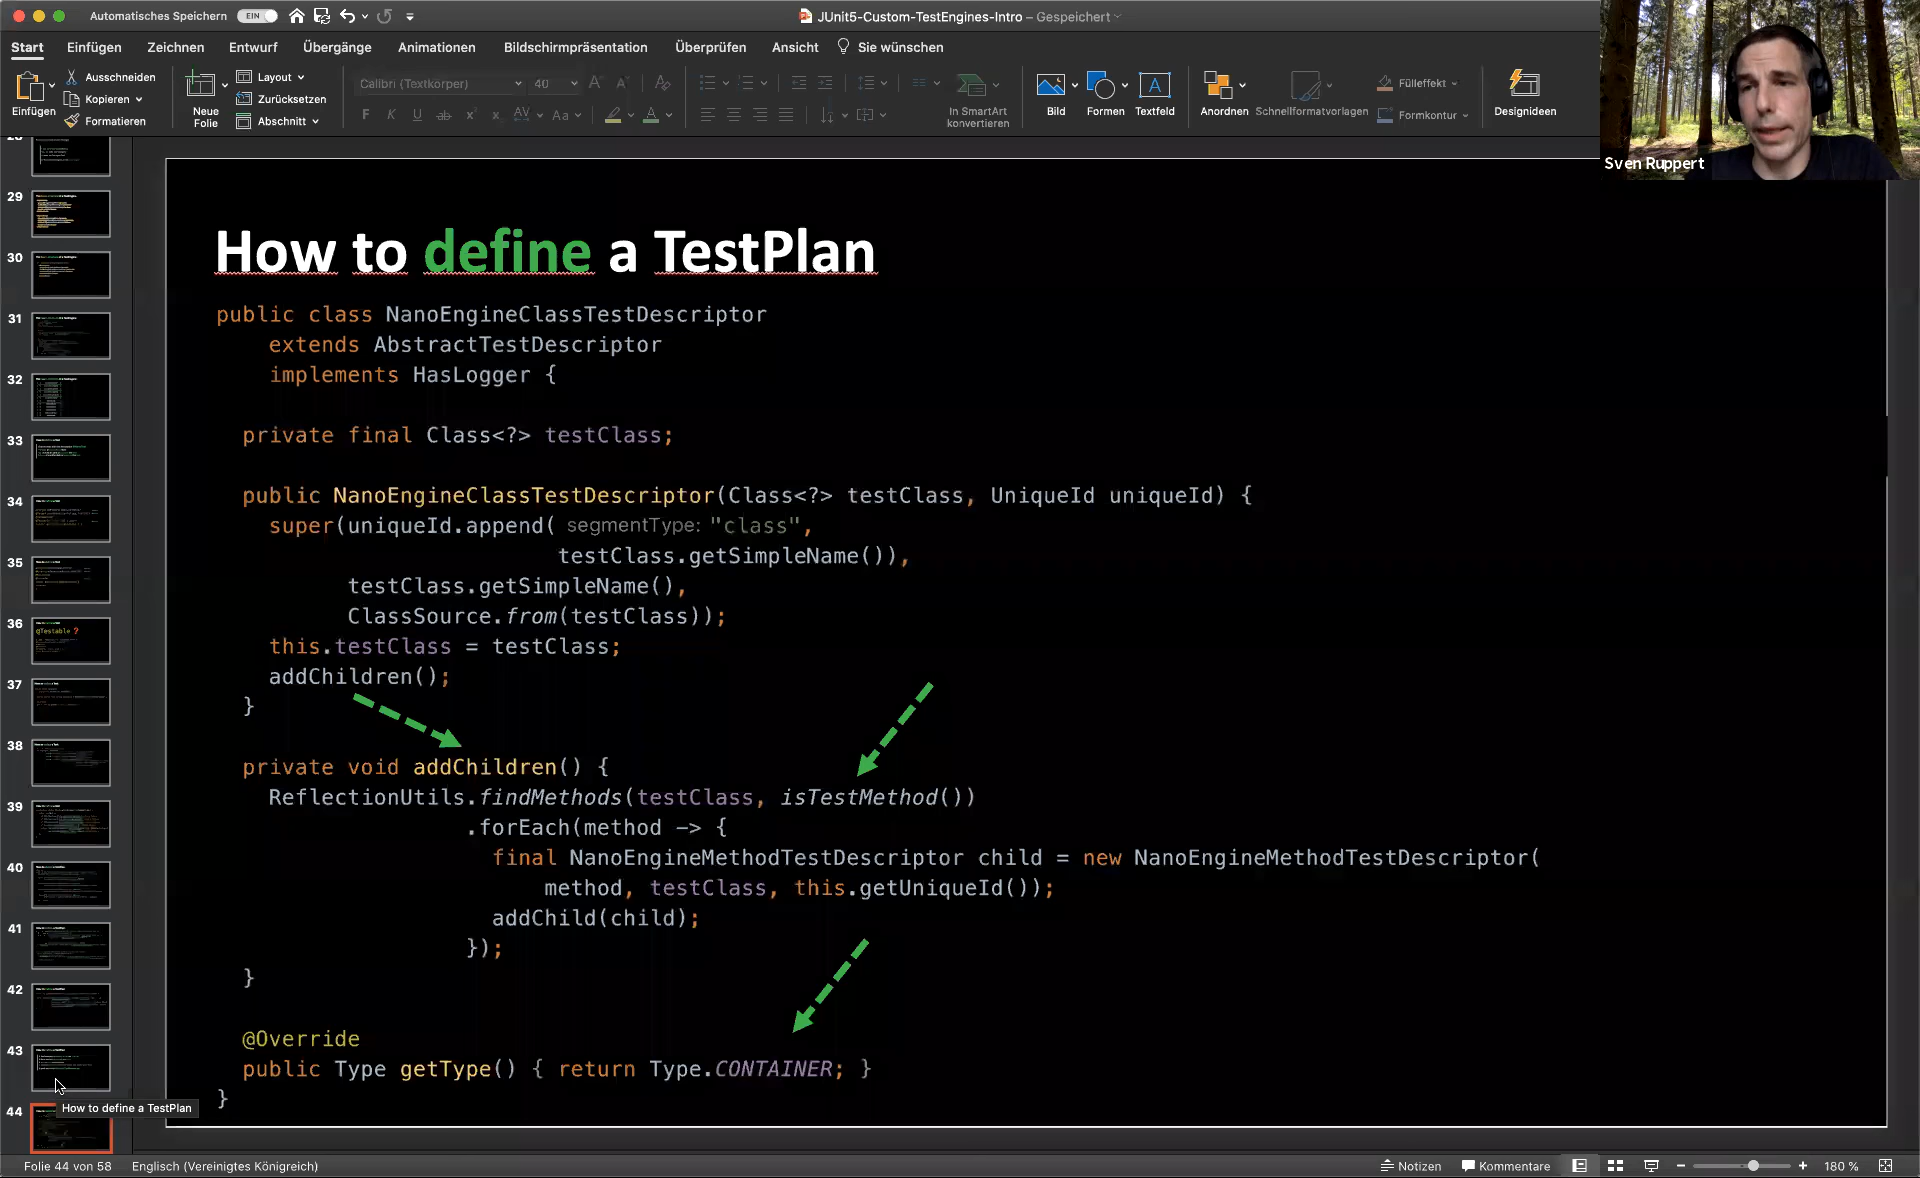 Automatisches Speichern EIN
JUnit5-Custom-TestEngines-Intro – Gespeichert
Start Einfügen Zeichnen Entwurf Übergänge Animationen Bildschirmpräsentation Überprüfen Ansicht Sie wünschen
Einfügen
Ausschneiden
Kopieren
Formatieren
Neue
Folie
Layout
Zurücksetzen
Abschnitt
Calibri (Textkörper) 40
F K U ab x x AV Aa
In SmartArt
konvertieren
Bild
Formen
Textfeld
Anordnen
Schnellformatvorlagen
Fülleffekt
Formkontur
Designideen
Sven Ruppert
28
29
30
31
32
33
34
35
36
@Testable ?
37
38
39
40
41
42
43
44
How to define a TestPlan
How to define a TestPlan
public class NanoEngineClassTestDescriptor
extends AbstractTestDescriptor
implements HasLogger {
private final Class<?> testClass;
public NanoEngineClassTestDescriptor(Class<?> testClass, UniqueId uniqueId) {
super(uniqueId.append( segmentType: "class",
testClass.getSimpleName()),
testClass.getSimpleName(),
ClassSource.from(testClass));
this.testClass = testClass;
addChildren();
}
private void addChildren() {
ReflectionUtils.findMethods(testClass, isTestMethod())
.forEach(method -> {
final NanoEngineMethodTestDescriptor child = new NanoEngineMethodTestDescriptor(
method, testClass, this.getUniqueId());
addChild(child);
});
}
@Override
public Type getType() { return Type.CONTAINER; }
}
Folie 44 von 58 Englisch (Vereinigtes Königreich)
Notizen Kommentare 180 %